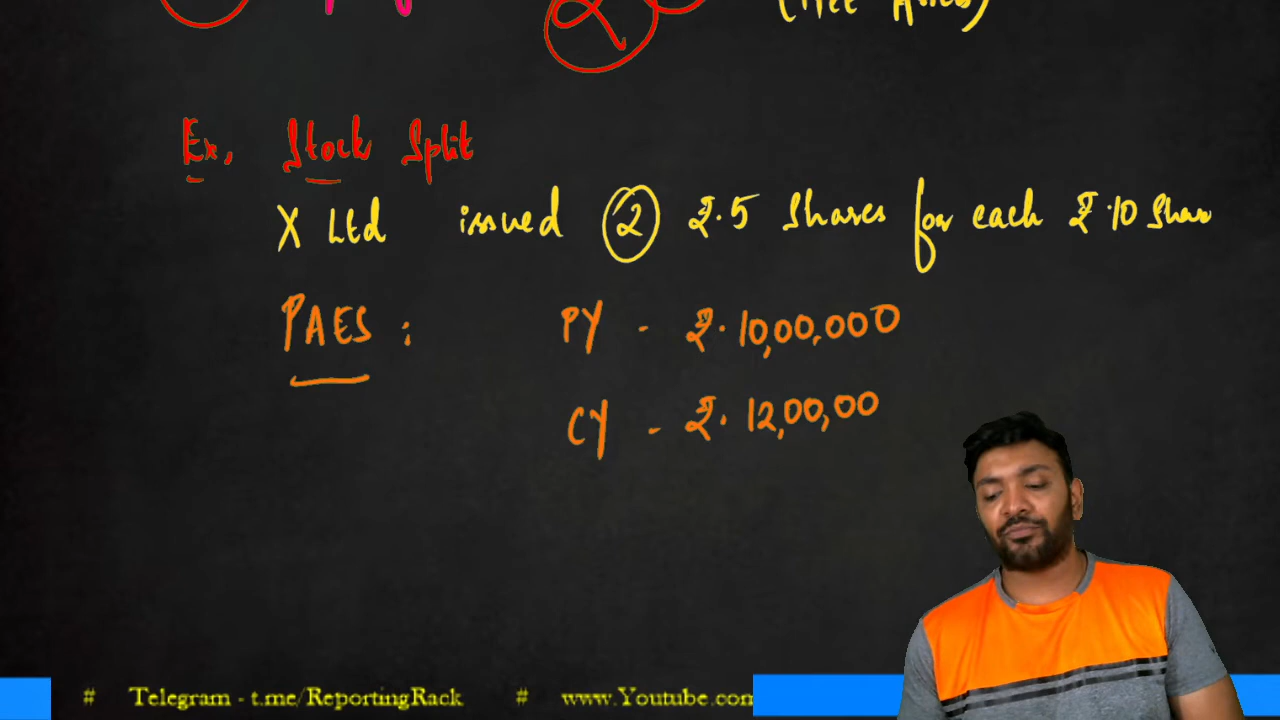 Ex, Stock Split
X Ltd issued 2 ₹.5 Shares for each ₹.10 Shar
PAES : PY - ₹.10,00,000
CY - ₹.12,00,00
# Telegram - t.me/ReportingRack # www.Youtube.com